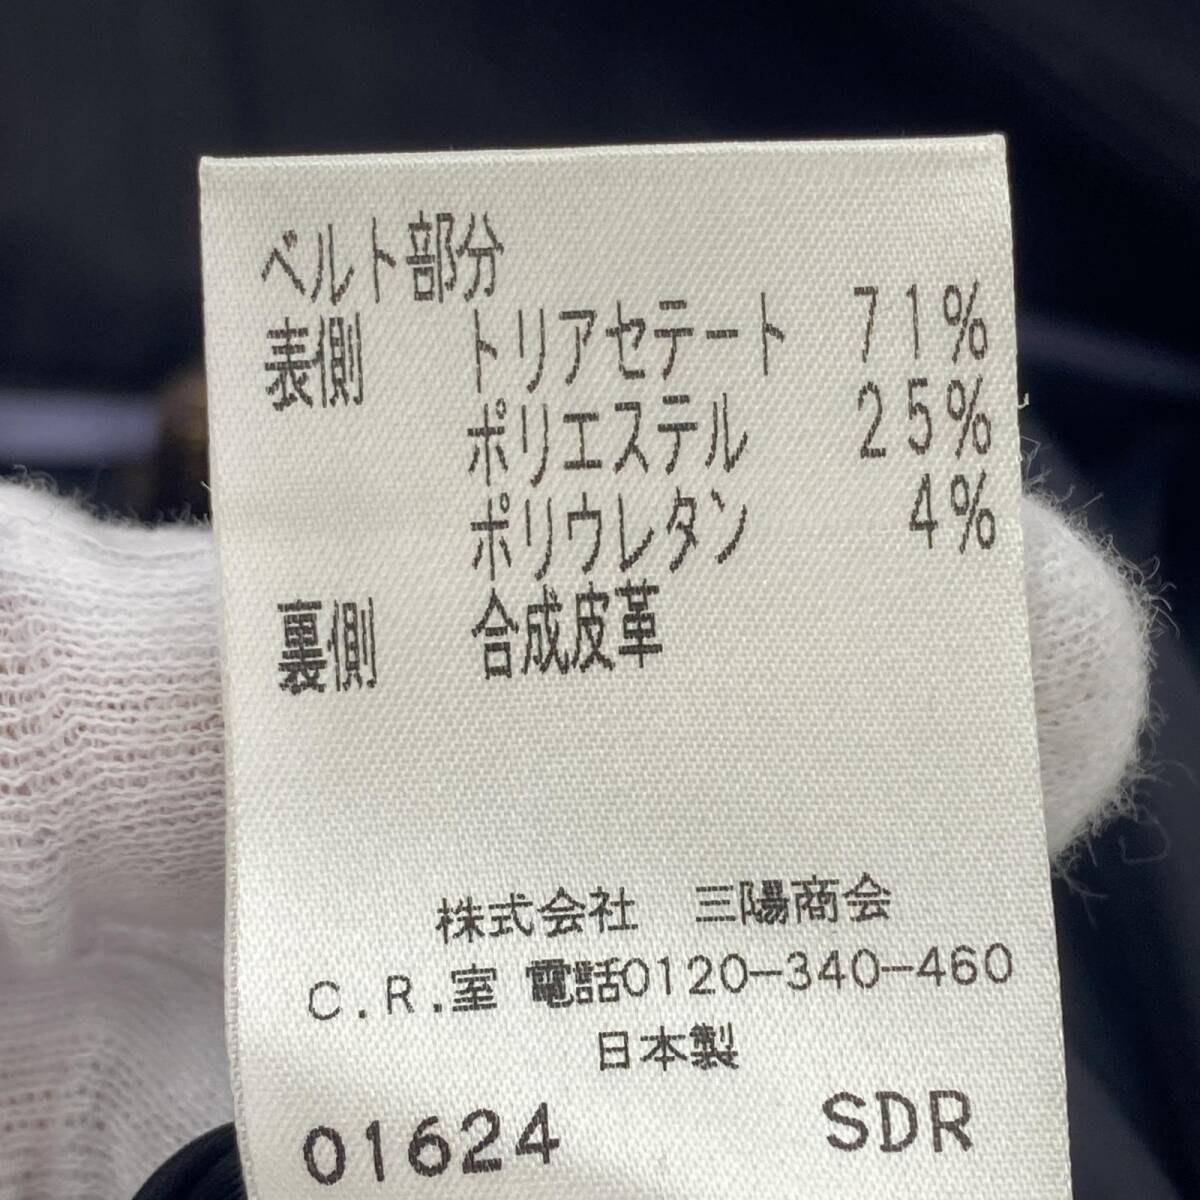 ベルト部分
表側 トリアセテート 71%
ポリエステル 25%
ポリウレタン 4%
裏側 合成皮革
株式会社 三陽商会
C.R.室 電話0120-340-460
日本製
01624 SDR